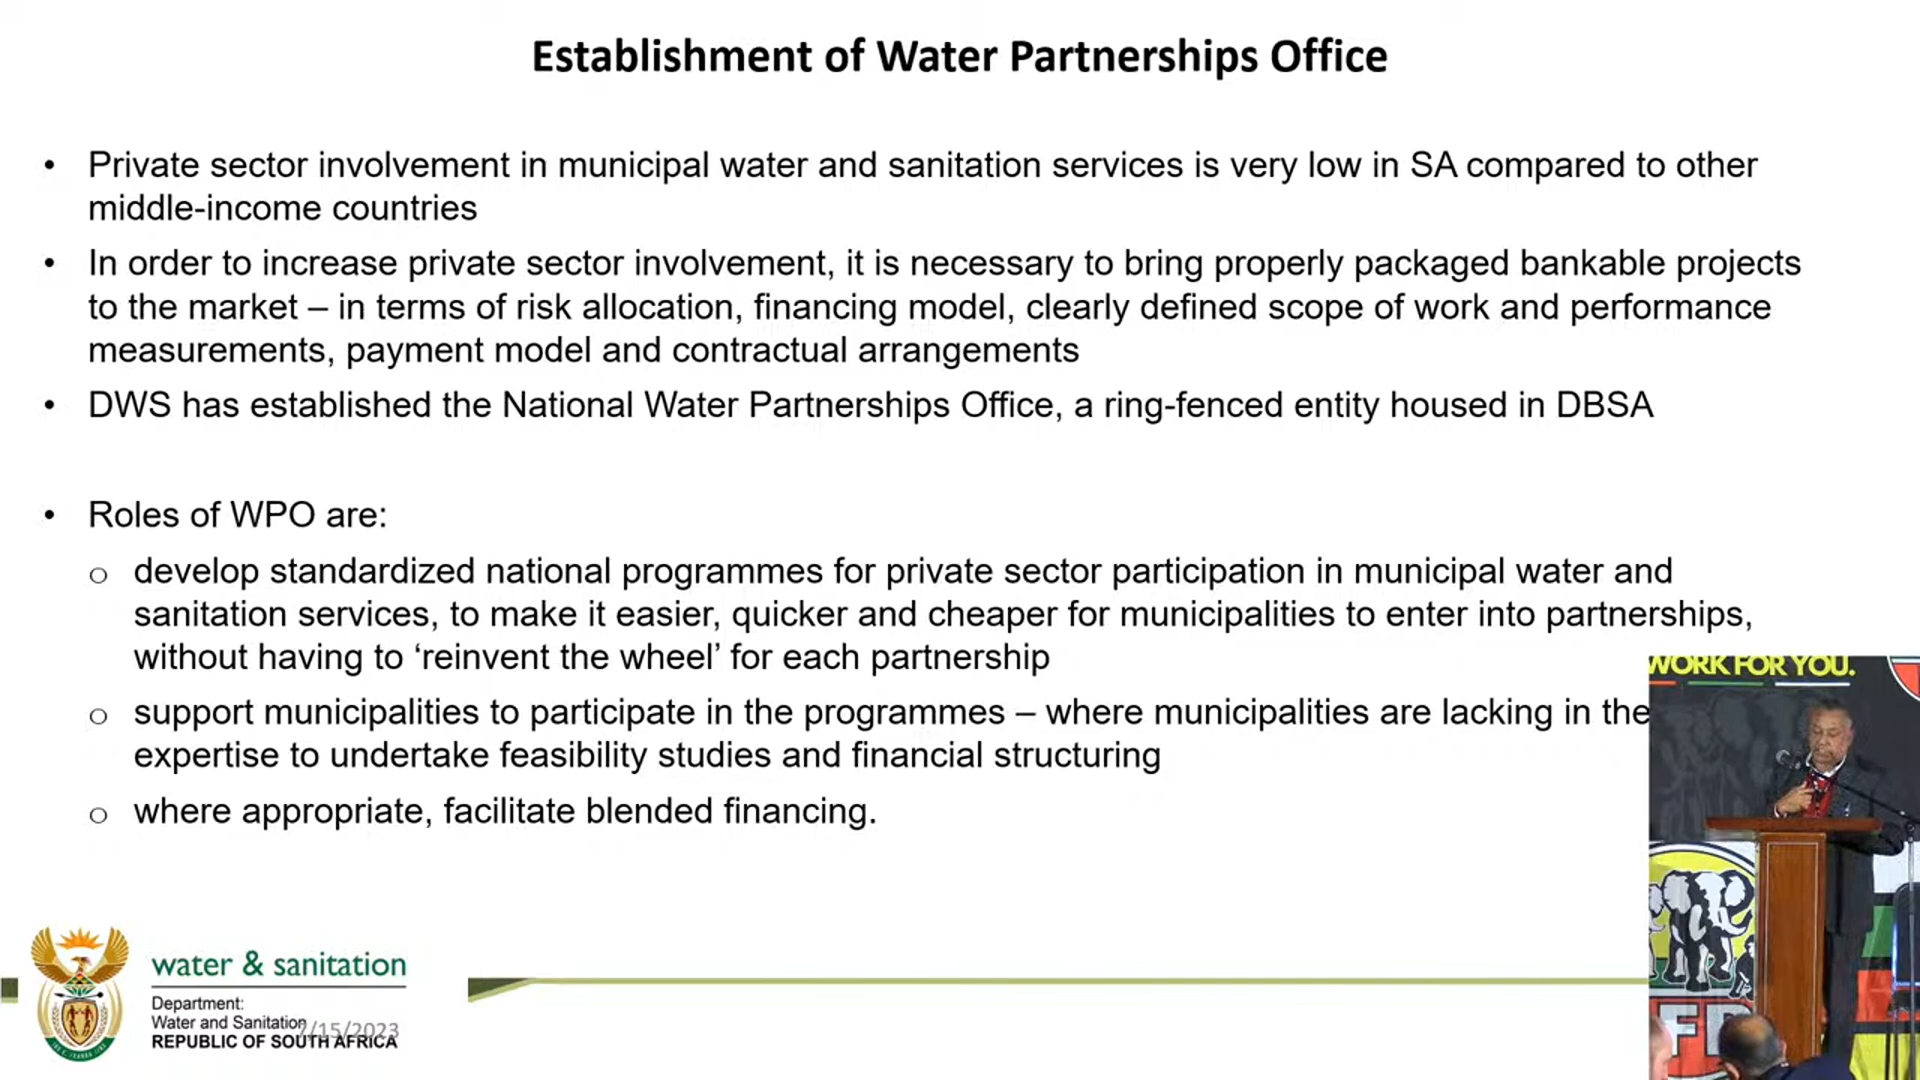 Establishment of Water Partnerships Office
• Private sector involvement in municipal water and sanitation services is very low in SA compared to other
middle-income countries
• In order to increase private sector involvement, it is necessary to bring properly packaged bankable projects
to the market – in terms of risk allocation, financing model, clearly defined scope of work and performance
measurements, payment model and contractual arrangements
• DWS has established the National Water Partnerships Office, a ring-fenced entity housed in DBSA
• Roles of WPO are:
o develop standardized national programmes for private sector participation in municipal water and
sanitation services, to make it easier, quicker and cheaper for municipalities to enter into partnerships,
without having to ‘reinvent the wheel’ for each partnership
o support municipalities to participate in the programmes – where municipalities are lacking in the
expertise to undertake feasibility studies and financial structuring
o where appropriate, facilitate blended financing.
WORK FOR YOU.
water & sanitation
Department:
Water and Sanitation
REPUBLIC OF SOUTH AFRICA
/15/2023